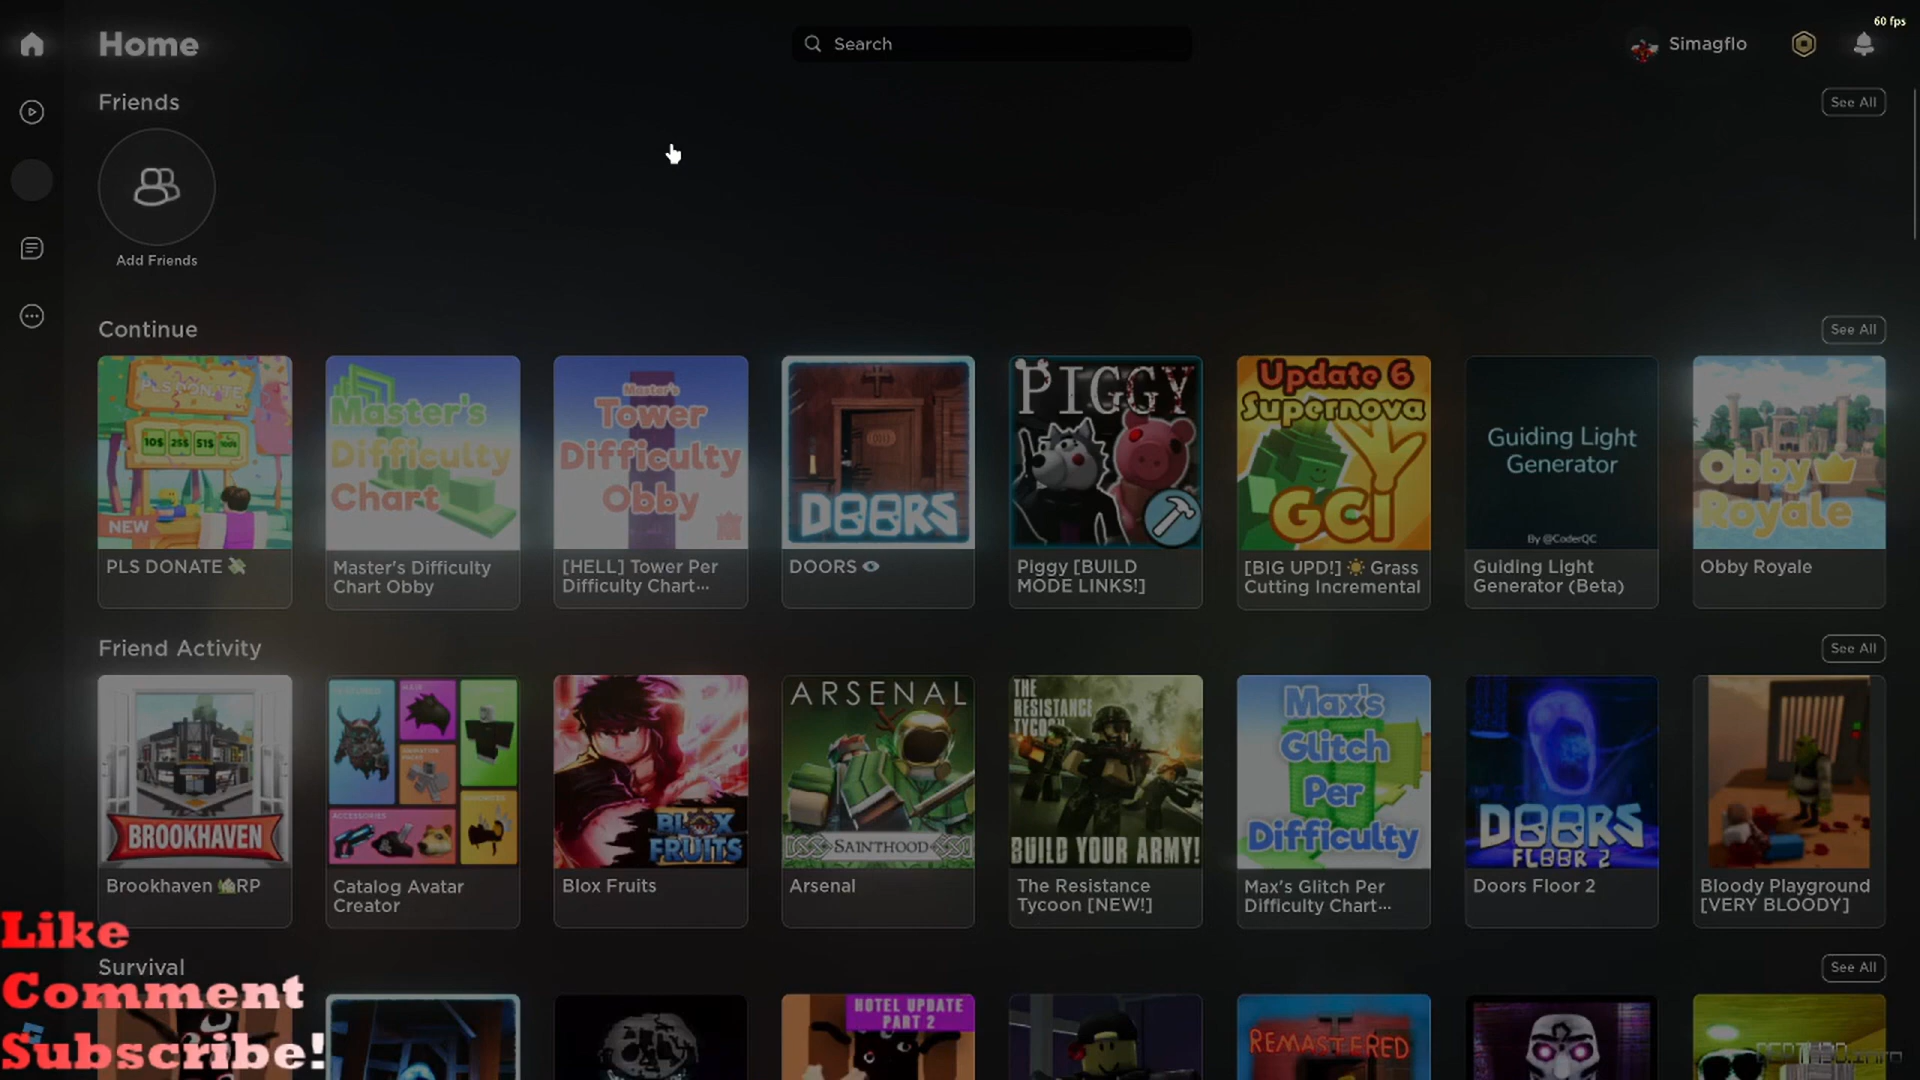 60 fps
Home
Search
Simagflo
Friends
See All
Add Friends
Continue
See All
PLS DONATE
10$ 25$ 51$
NEW
Master's
Difficulty
Chart
Master's
Tower
Difficulty
Obby
DOORS
PIGGY
Update 6
Supernova
GCI
Guiding Light
Generator
By @CoderQC
Obby
Royale
PLS DONATE
Master's Difficulty
Chart Obby
[HELL] Tower Per
Difficulty Chart...
DOORS
Piggy [BUILD
MODE LINKS!]
[BIG UPD!] Grass
Cutting Incremental
Guiding Light
Generator (Beta)
Obby Royale
Friend Activity
See All
BROOKHAVEN
ACCESSORIES
BLOX
FRUITS
ARSENAL
SAINTHOOD
THE
RESISTANCE
TYCOON
BUILD YOUR ARMY!
Max's
Glitch
Per
Difficulty
DOORS
FLOOR 2
Brookhaven RP
Catalog Avatar
Creator
Blox Fruits
Arsenal
The Resistance
Tycoon [NEW!]
Max's Glitch Per
Difficulty Chart...
Doors Floor 2
Bloody Playground
[VERY BLOODY]
Survival
See All
HOTEL UPDATE
PART 2
REMASTERED
Like
Comment
Subscribe!